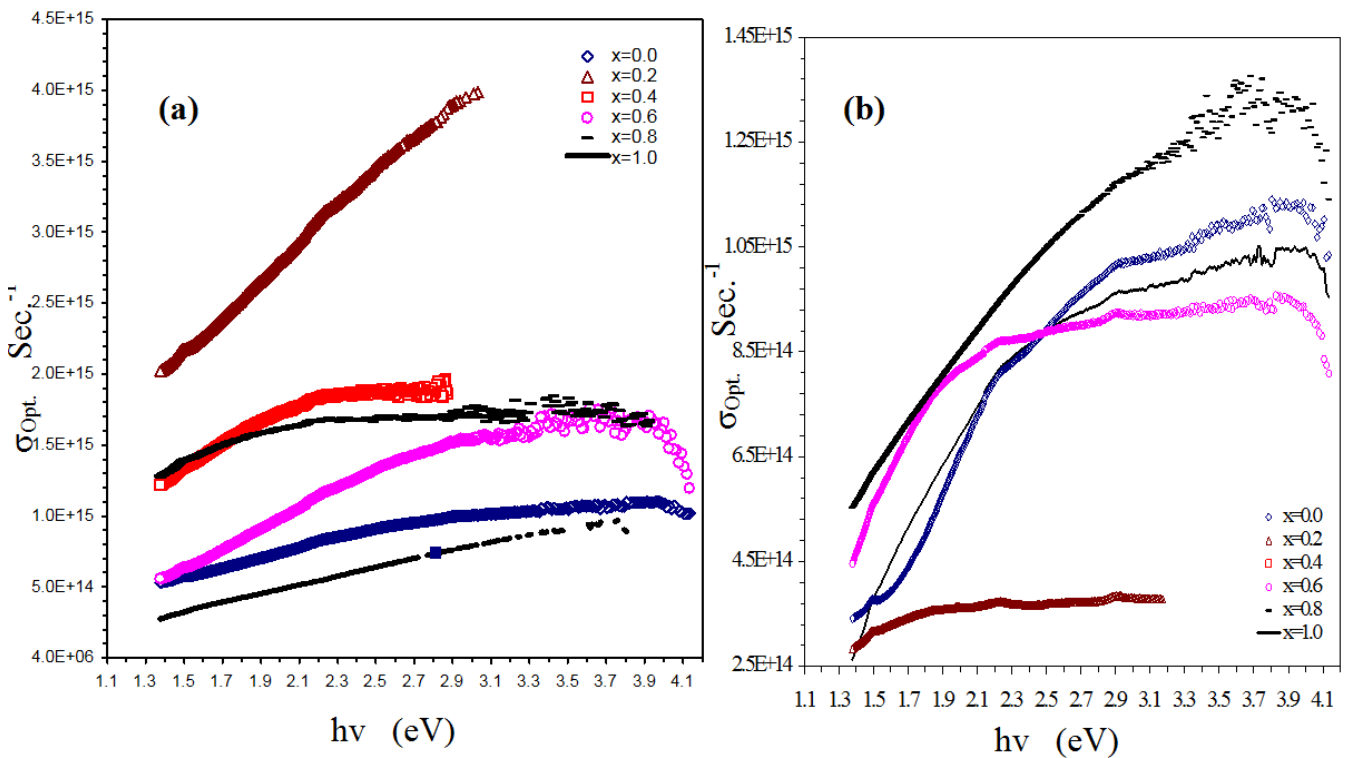 (a)
4.5E+15
4.0E+15
3.5E+15
3.0E+15
2.5E+15
2.0E+15
1.5E+15
1.0E+15
5.0E+14
4.0E+06
σOpt. Sec.-1
x=0.0
x=0.2
x=0.4
x=0.6
x=0.8
x=1.0
1.1 1.3 1.5 1.7 1.9 2.1 2.3 2.5 2.7 2.9 3.1 3.3 3.5 3.7 3.9 4.1
hν (eV)
(b)
1.45E+15
1.25E+15
1.05E+15
8.5E+14
6.5E+14
4.5E+14
2.5E+14
σOpt. Sec.-1
x=0.0
x=0.2
x=0.4
x=0.6
x=0.8
x=1.0
1.1 1.3 1.5 1.7 1.9 2.1 2.3 2.5 2.7 2.9 3.1 3.3 3.5 3.7 3.9 4.1
hν (eV)